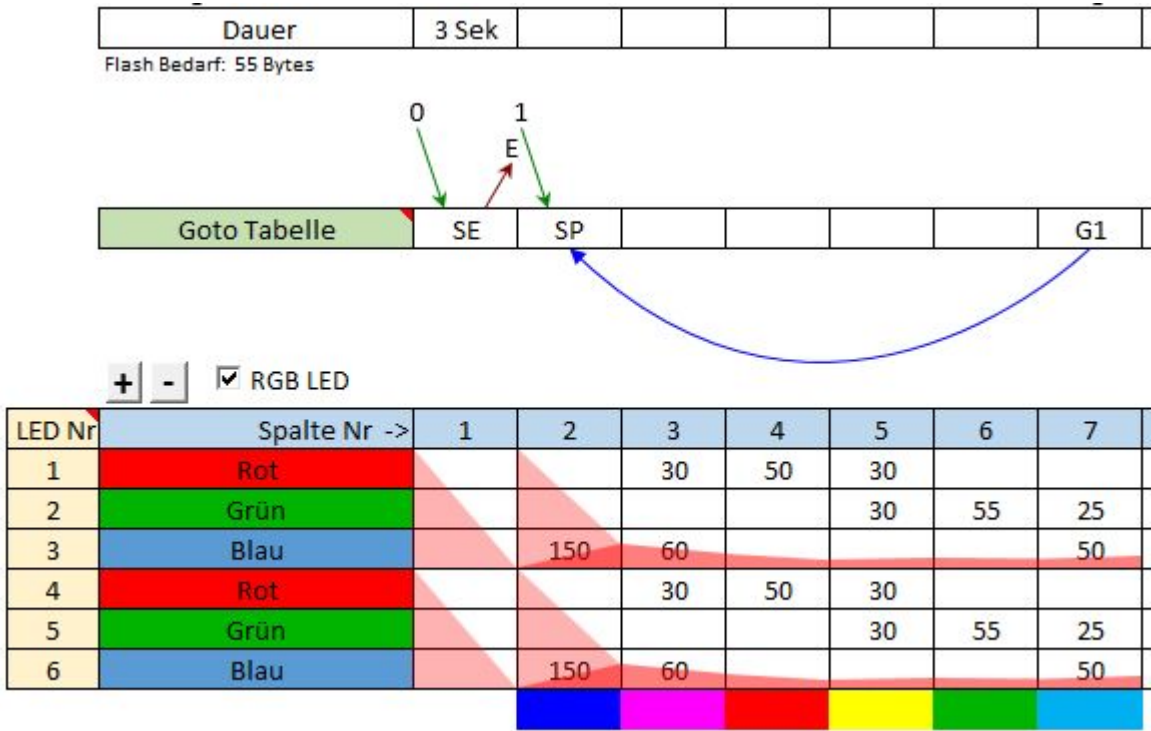 Dauer 3 Sek
Flash Bedarf: 55 Bytes
0 1
E
Goto Tabelle SE SP G1
+ - RGB LED
LED Nr Spalte Nr -> 1 2 3 4 5 6 7
1 Rot 30 50 30
2 Grün 30 55 25
3 Blau 150 60 50
4 Rot 30 50 30
5 Grün 30 55 25
6 Blau 150 60 50